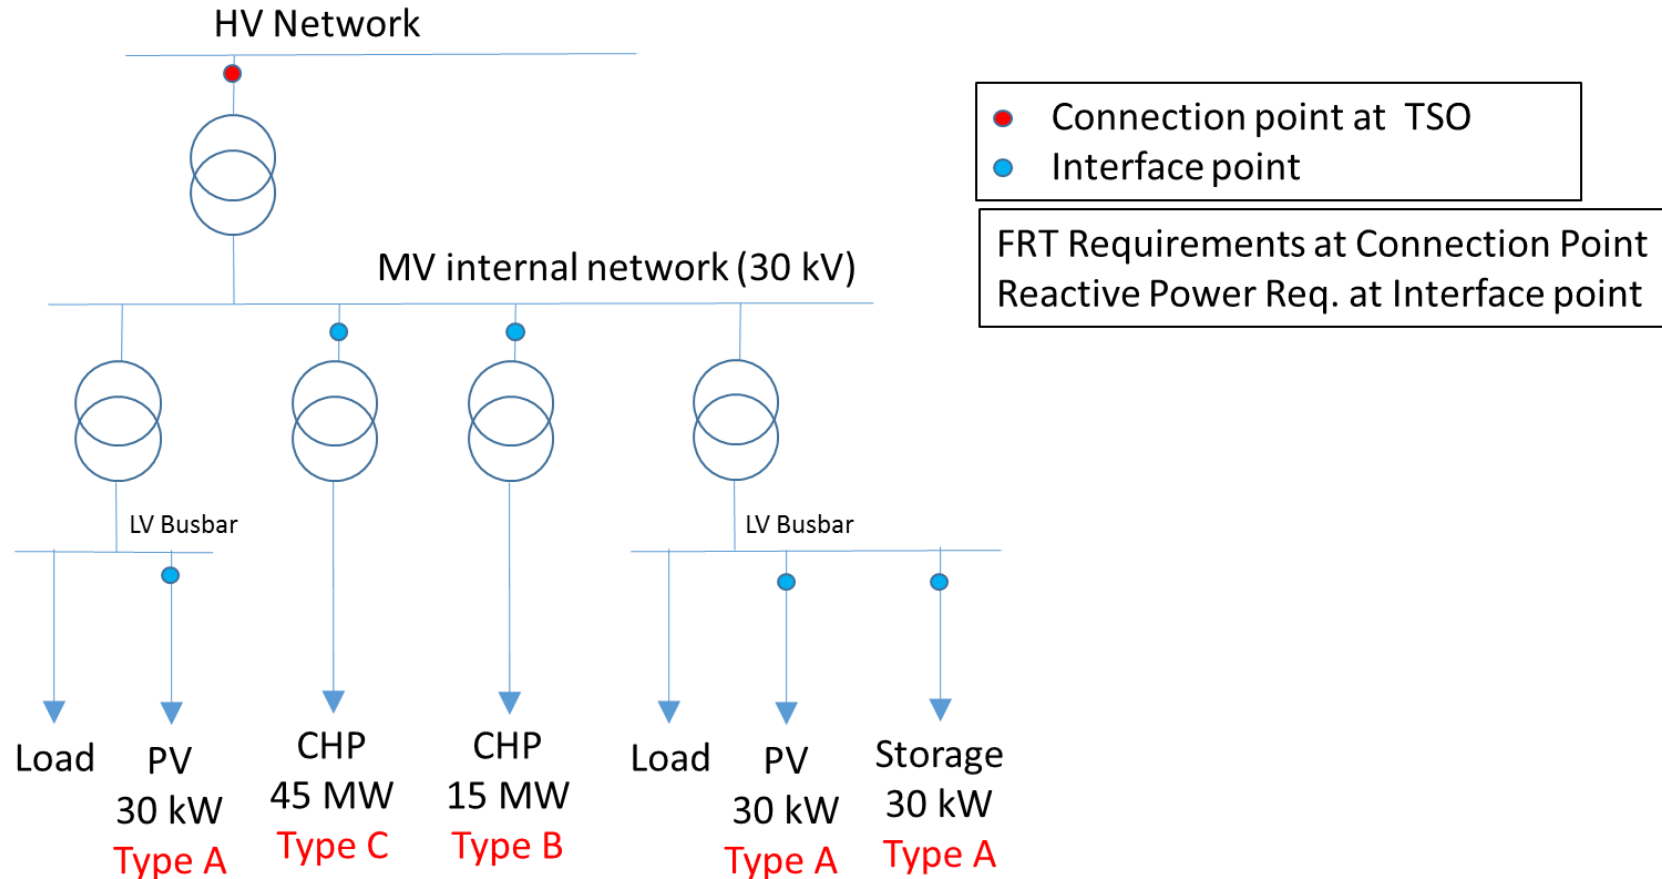 HV Network
Connection point at TSO
Interface point
FRT Requirements at Connection Point
Reactive Power Req. at Interface point
MV internal network (30 kV)
LV Busbar
LV Busbar
Load
PV
30 kW
Type A
CHP
45 MW
Type C
CHP
15 MW
Type B
Load
PV
30 kW
Type A
Storage
30 kW
Type A